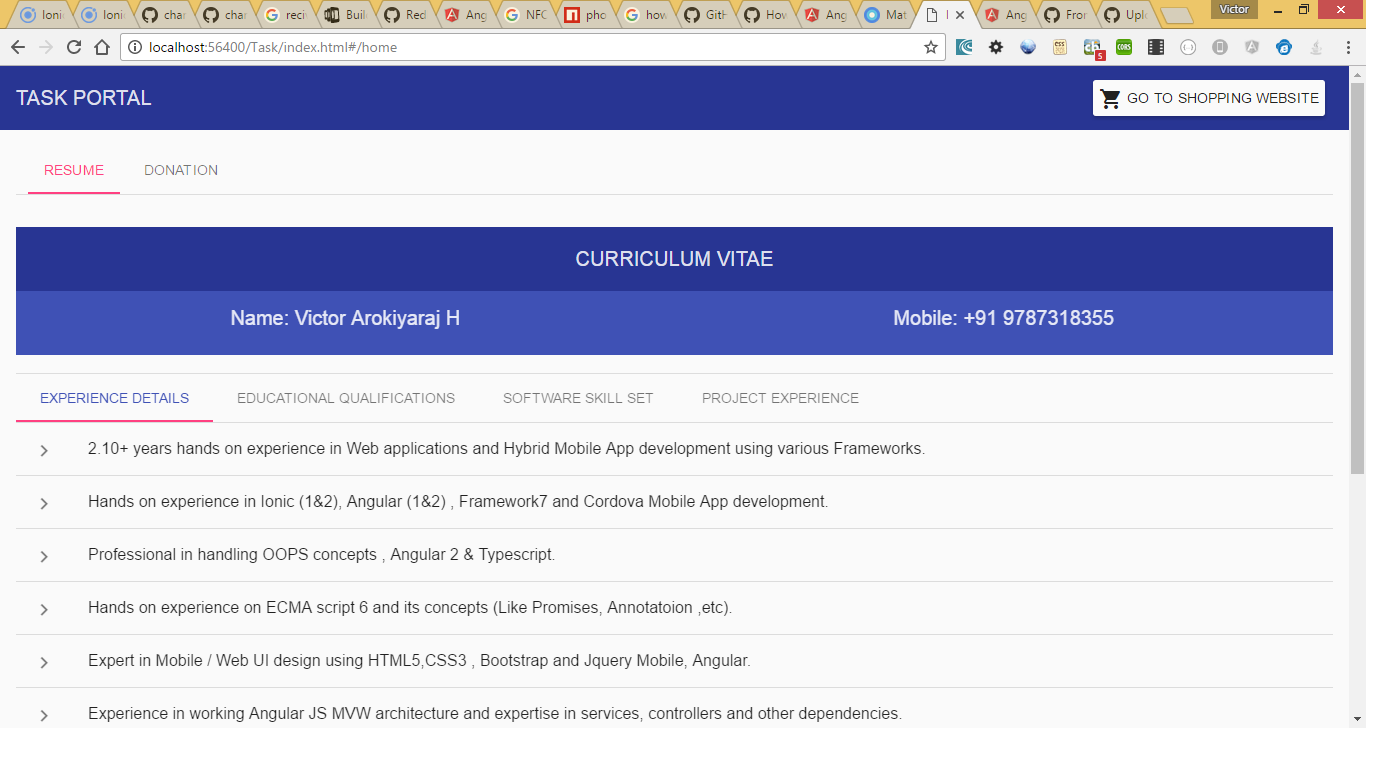 Ioni
Ioni
char
char
reci
Buil
Red
Ang
NFC
pho
how
GitH
How
Ang
Mat
Ang
Fror
Uplo
Victor
localhost:56400/Task/index.html#/home
5
TASK PORTAL
GO TO SHOPPING WEBSITE
RESUME
DONATION
CURRICULUM VITAE
Name: Victor Arokiyaraj H
Mobile: +91 9787318355
EXPERIENCE DETAILS
EDUCATIONAL QUALIFICATIONS
SOFTWARE SKILL SET
PROJECT EXPERIENCE
2.10+ years hands on experience in Web applications and Hybrid Mobile App development using various Frameworks.
Hands on experience in Ionic (1&2), Angular (1&2) , Framework7 and Cordova Mobile App development.
Professional in handling OOPS concepts , Angular 2 & Typescript.
Hands on experience on ECMA script 6 and its concepts (Like Promises, Annotatoion ,etc).
Expert in Mobile / Web UI design using HTML5,CSS3 , Bootstrap and Jquery Mobile, Angular.
Experience in working Angular JS MVW architecture and expertise in services, controllers and other dependencies.